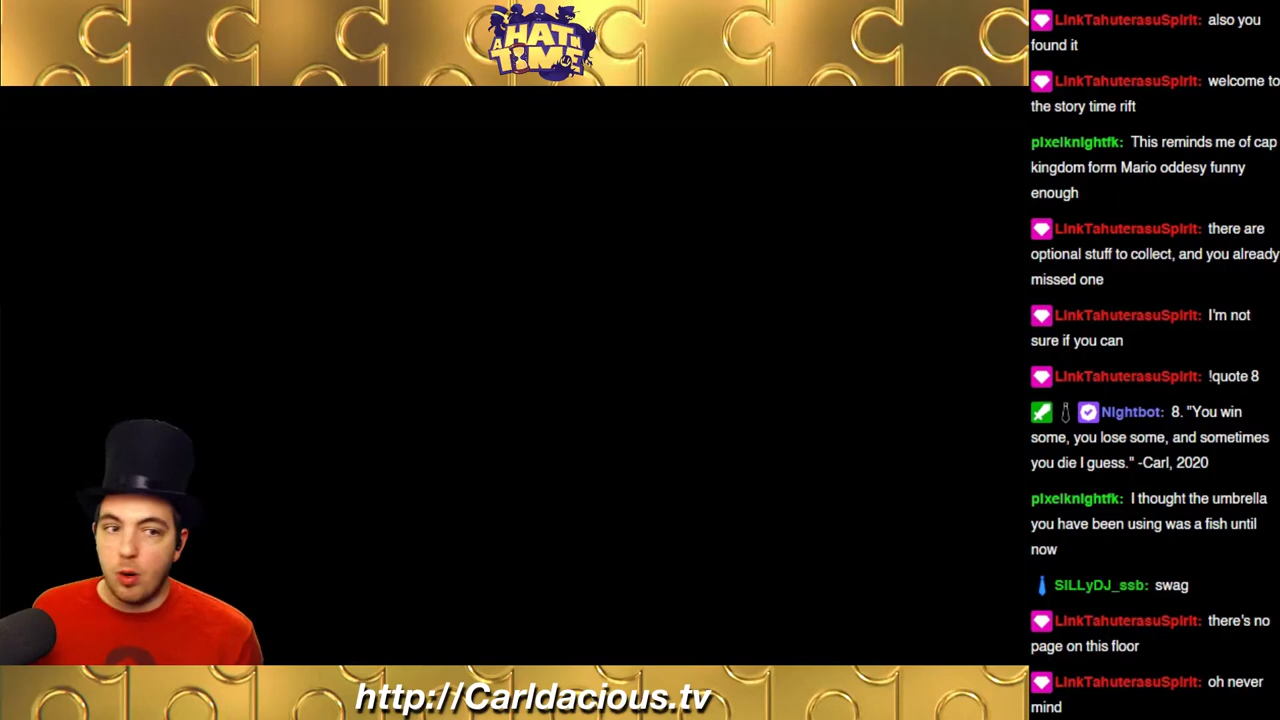 A HAT IN
TIME
LinkTahuterasuSpirit: also you
found it
LinkTahuterasuSpirit: welcome to
the story time rift
pixelknightfk: This reminds me of cap
kingdom form Mario oddesy funny
enough
LinkTahuterasuSpirit: there are
optional stuff to collect, and you already
missed one
LinkTahuterasuSpirit: I'm not
sure if you can
LinkTahuterasuSpirit: !quote 8
Nightbot: 8. "You win
some, you lose some, and sometimes
you die I guess." -Carl, 2020
pixelknightfk: I thought the umbrella
you have been using was a fish until
now
SILLyDJ_ssb: swag
LinkTahuterasuSpirit: there's no
page on this floor
LinkTahuterasuSpirit: oh never
mind
http://Carldacious.tv